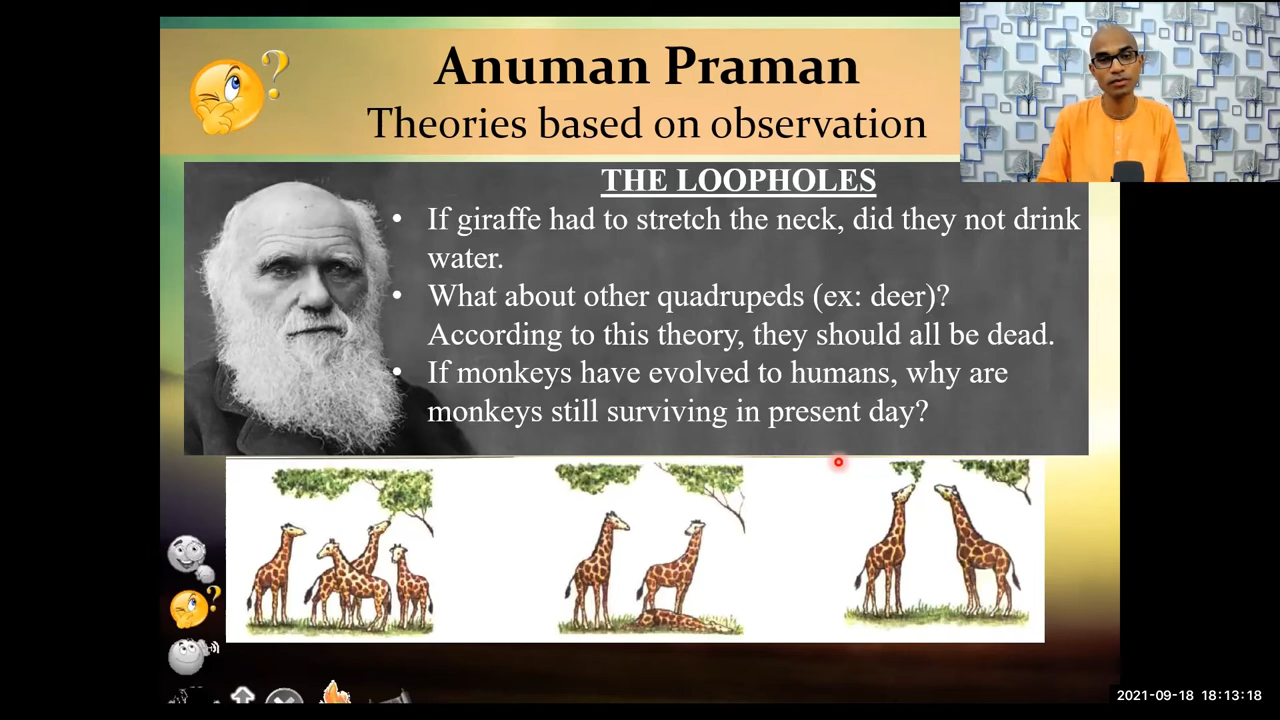 Anuman Praman
Theories based on observation
THE LOOPHOLES
• If giraffe had to stretch the neck, did they not drink
water.
• What about other quadrupeds (ex: deer)?
According to this theory, they should all be dead.
• If monkeys have evolved to humans, why are
monkeys still surviving in present day?
2021-09-18 18:13:18